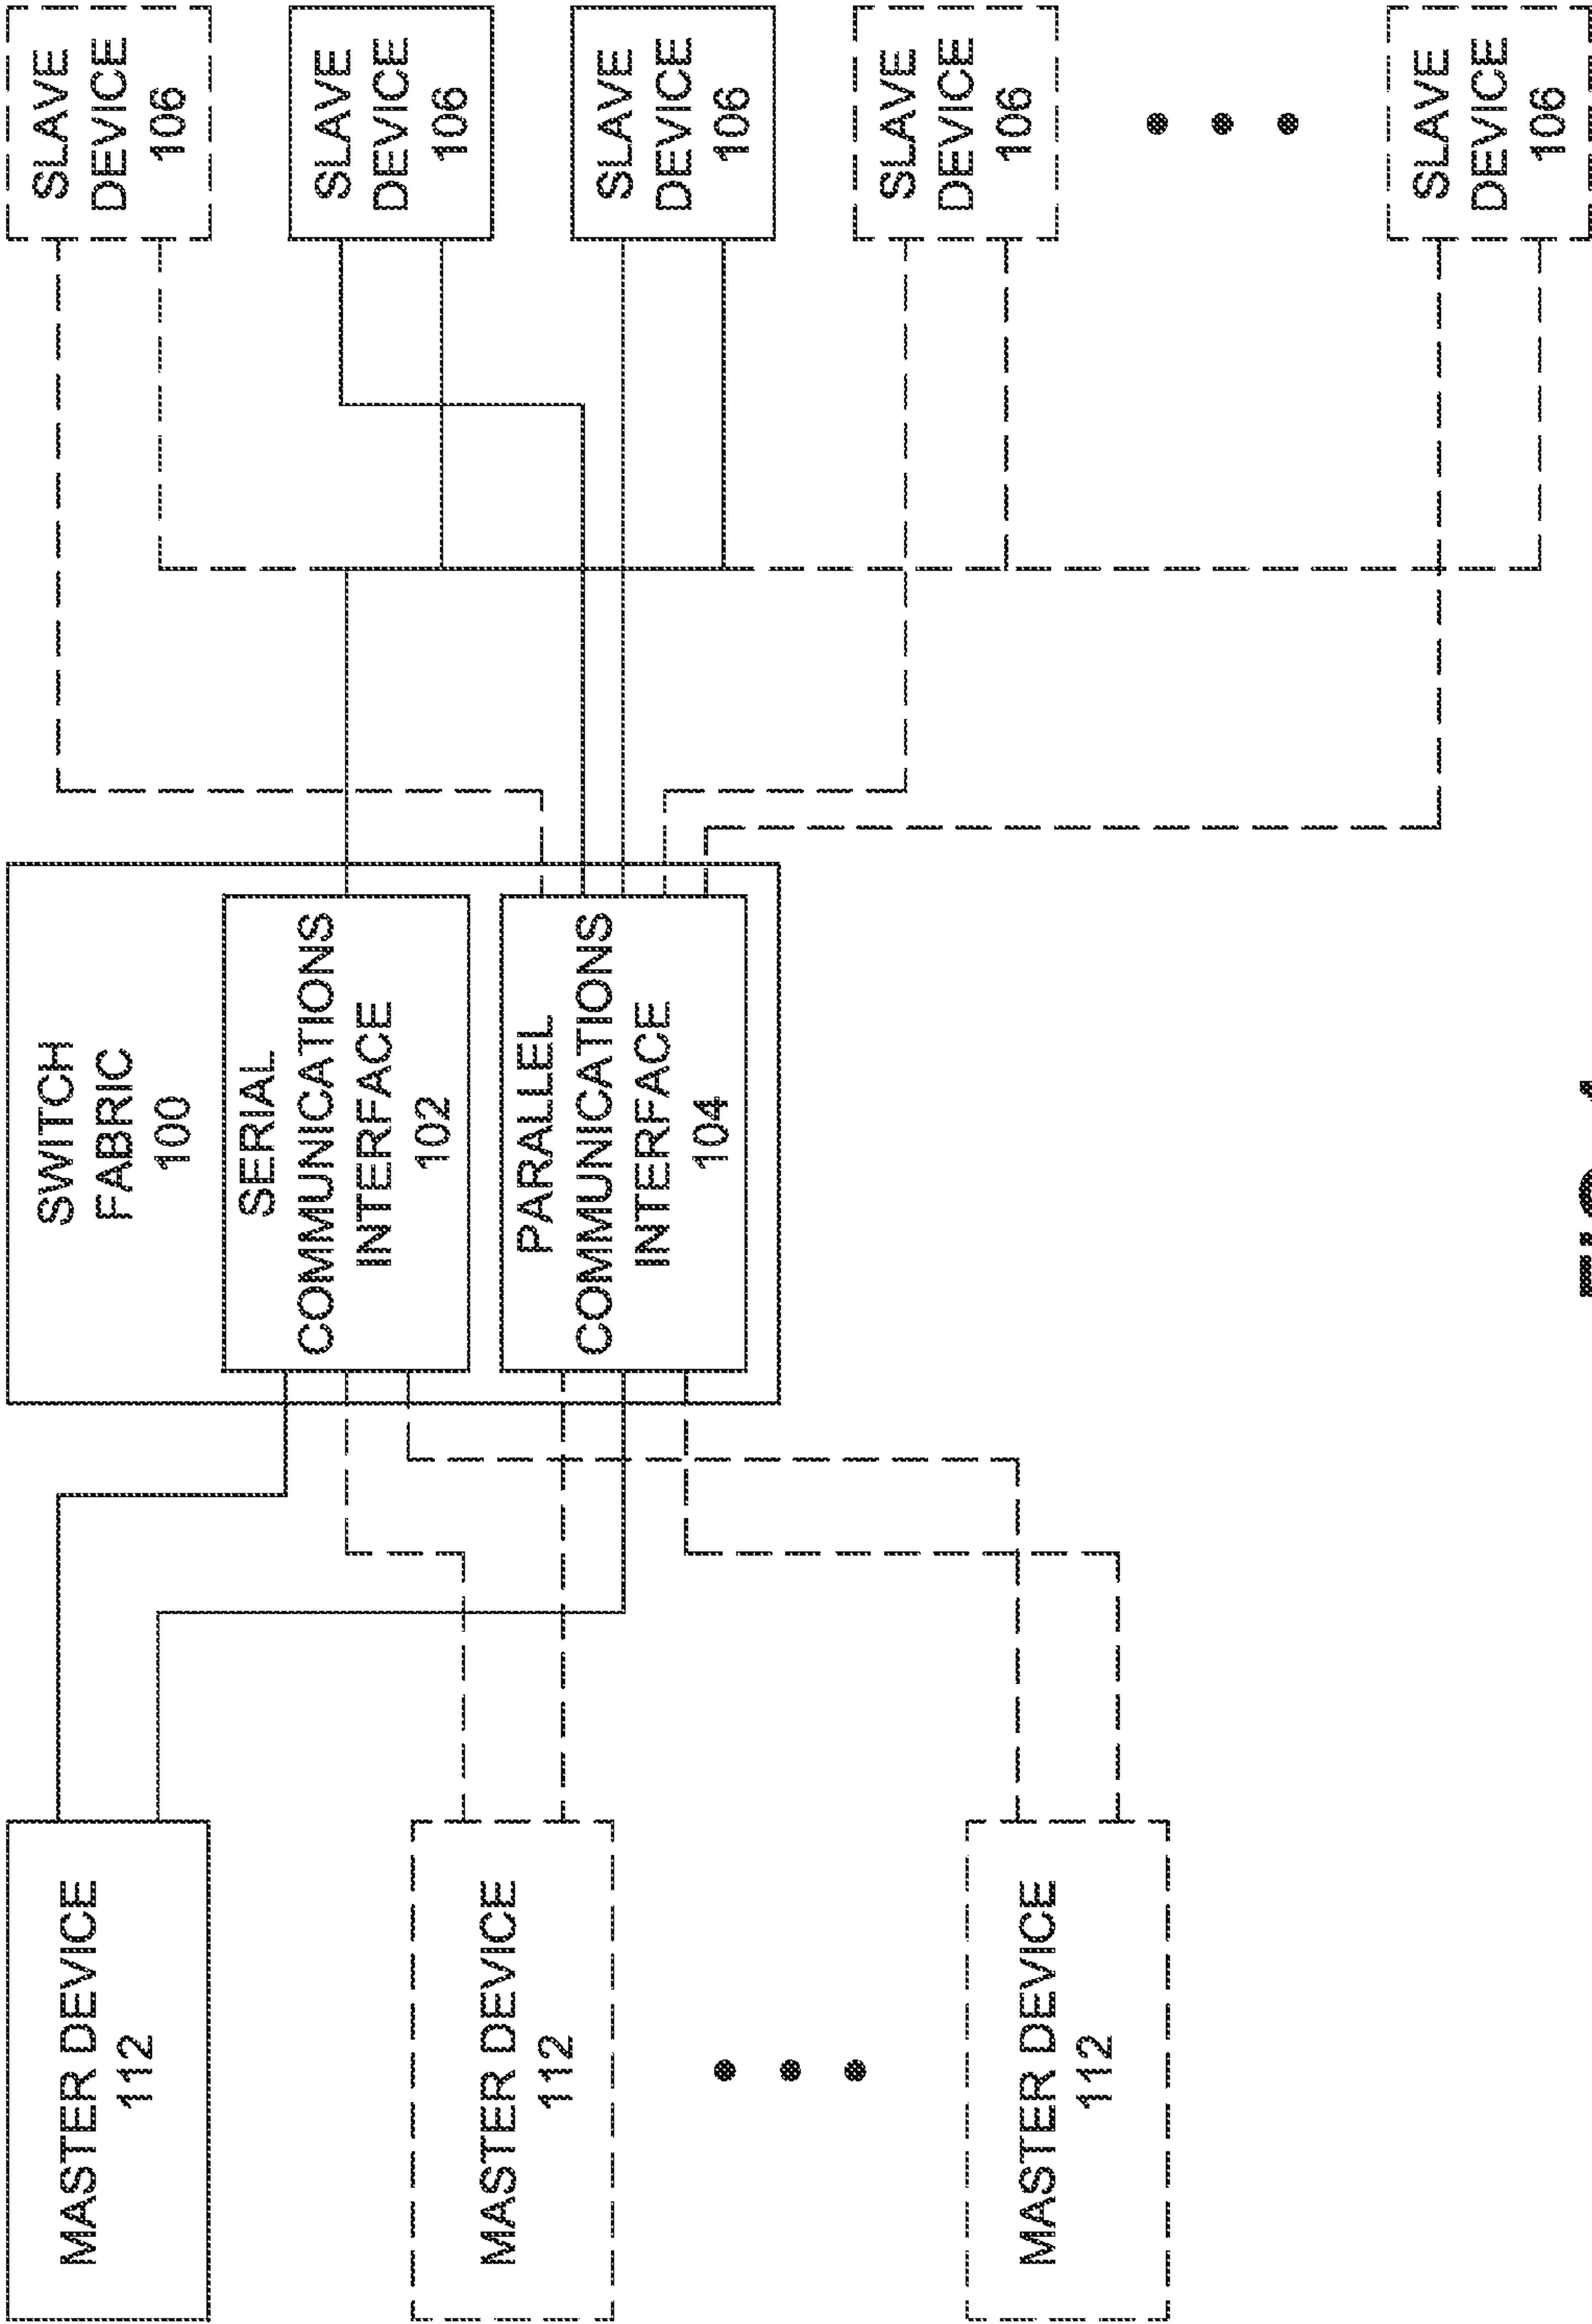 MASTER DEVICE
112
MASTER DEVICE
112
MASTER DEVICE
112
SWITCH
FABRIC
100
SERIAL
COMMUNICATIONS
INTERFACE
102
PARALLEL
COMMUNICATIONS
INTERFACE
104
SLAVE
DEVICE
106
SLAVE
DEVICE
106
SLAVE
DEVICE
106
SLAVE
DEVICE
106
SLAVE
DEVICE
106